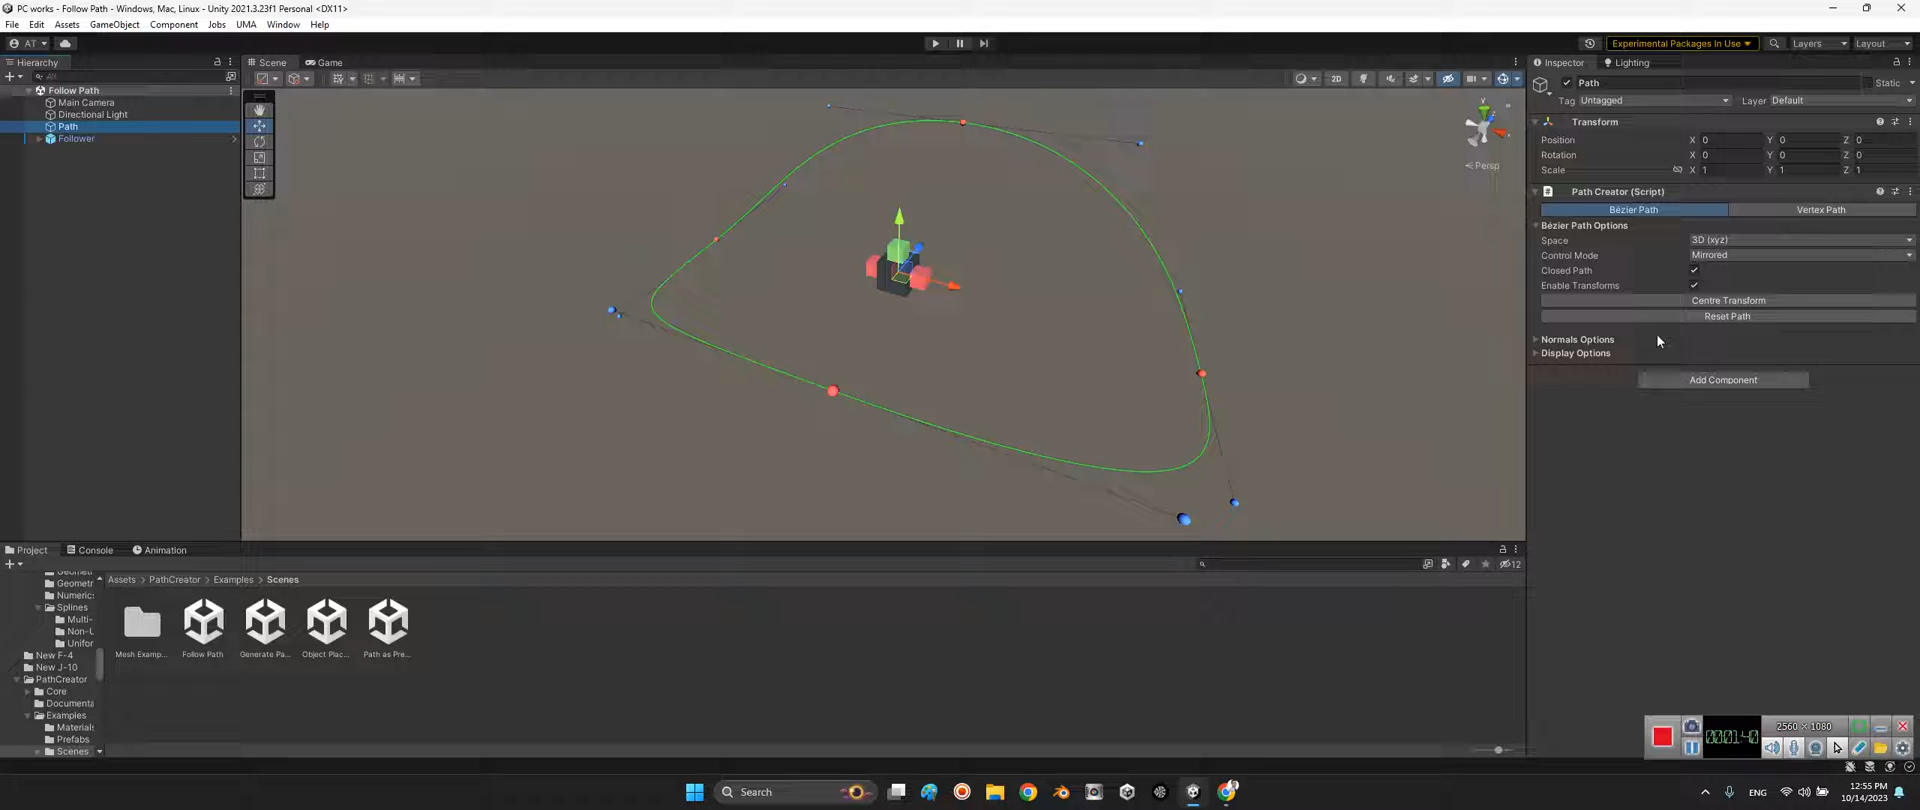 PC works - Follow Path - Windows, Mac, Linux - Unity 2021.3.23f1 Personal <DX11>
File Edit Assets GameObject Component Jobs UMA Window Help
AT
Experimental Packages In Use
Layers
Layout
Hierarchy
All
Follow Path
Main Camera
Directional Light
Path
Follower
Scene
Game
2D
Y
Persp
Inspector
Lighting
Path
Static
Tag Untagged
Layer Default
Transform
Position X 0 Y 0 Z 0
Rotation X 0 Y 0 Z 0
Scale X 1 Y 1 Z 1
Path Creator (Script)
Bézier Path
Vertex Path
Bézier Path Options
Space 3D (xyz)
Control Mode Mirrored
Closed Path
Enable Transforms
Centre Transform
Reset Path
Normals Options
Display Options
Add Component
Project
Console
Animation
12
Geometr
Numerics
Splines
Multi-
Non-U
Unifor
New F-4
New J-10
PathCreator
Core
Documenta
Examples
Materials
Prefabs
Scenes
Assets
PathCreator
Examples
Scenes
Mesh Examp...
Follow Path
Generate Pa...
Object Plac...
Path as Pre...
2560 × 1080
00:01:40
Search
ENG
12:55 PM
10/14/2023